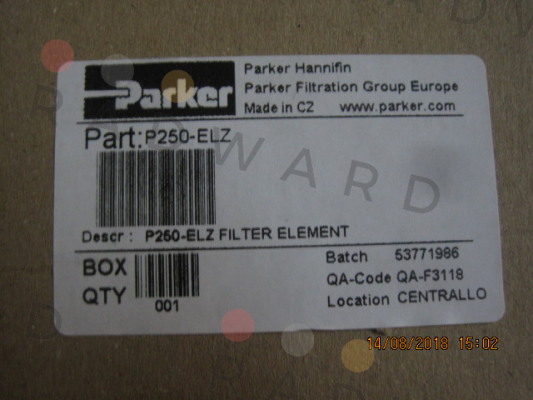 Parker
Parker Hannifin
Parker Filtration Group Europe
Made in CZ www.parker.com
Part: P250-ELZ
Descr : P250-ELZ FILTER ELEMENT
BOX
QTY
001
Batch 53771986
QA-Code QA-F3118
Location CENTRALLO
14/08/2018 15:02